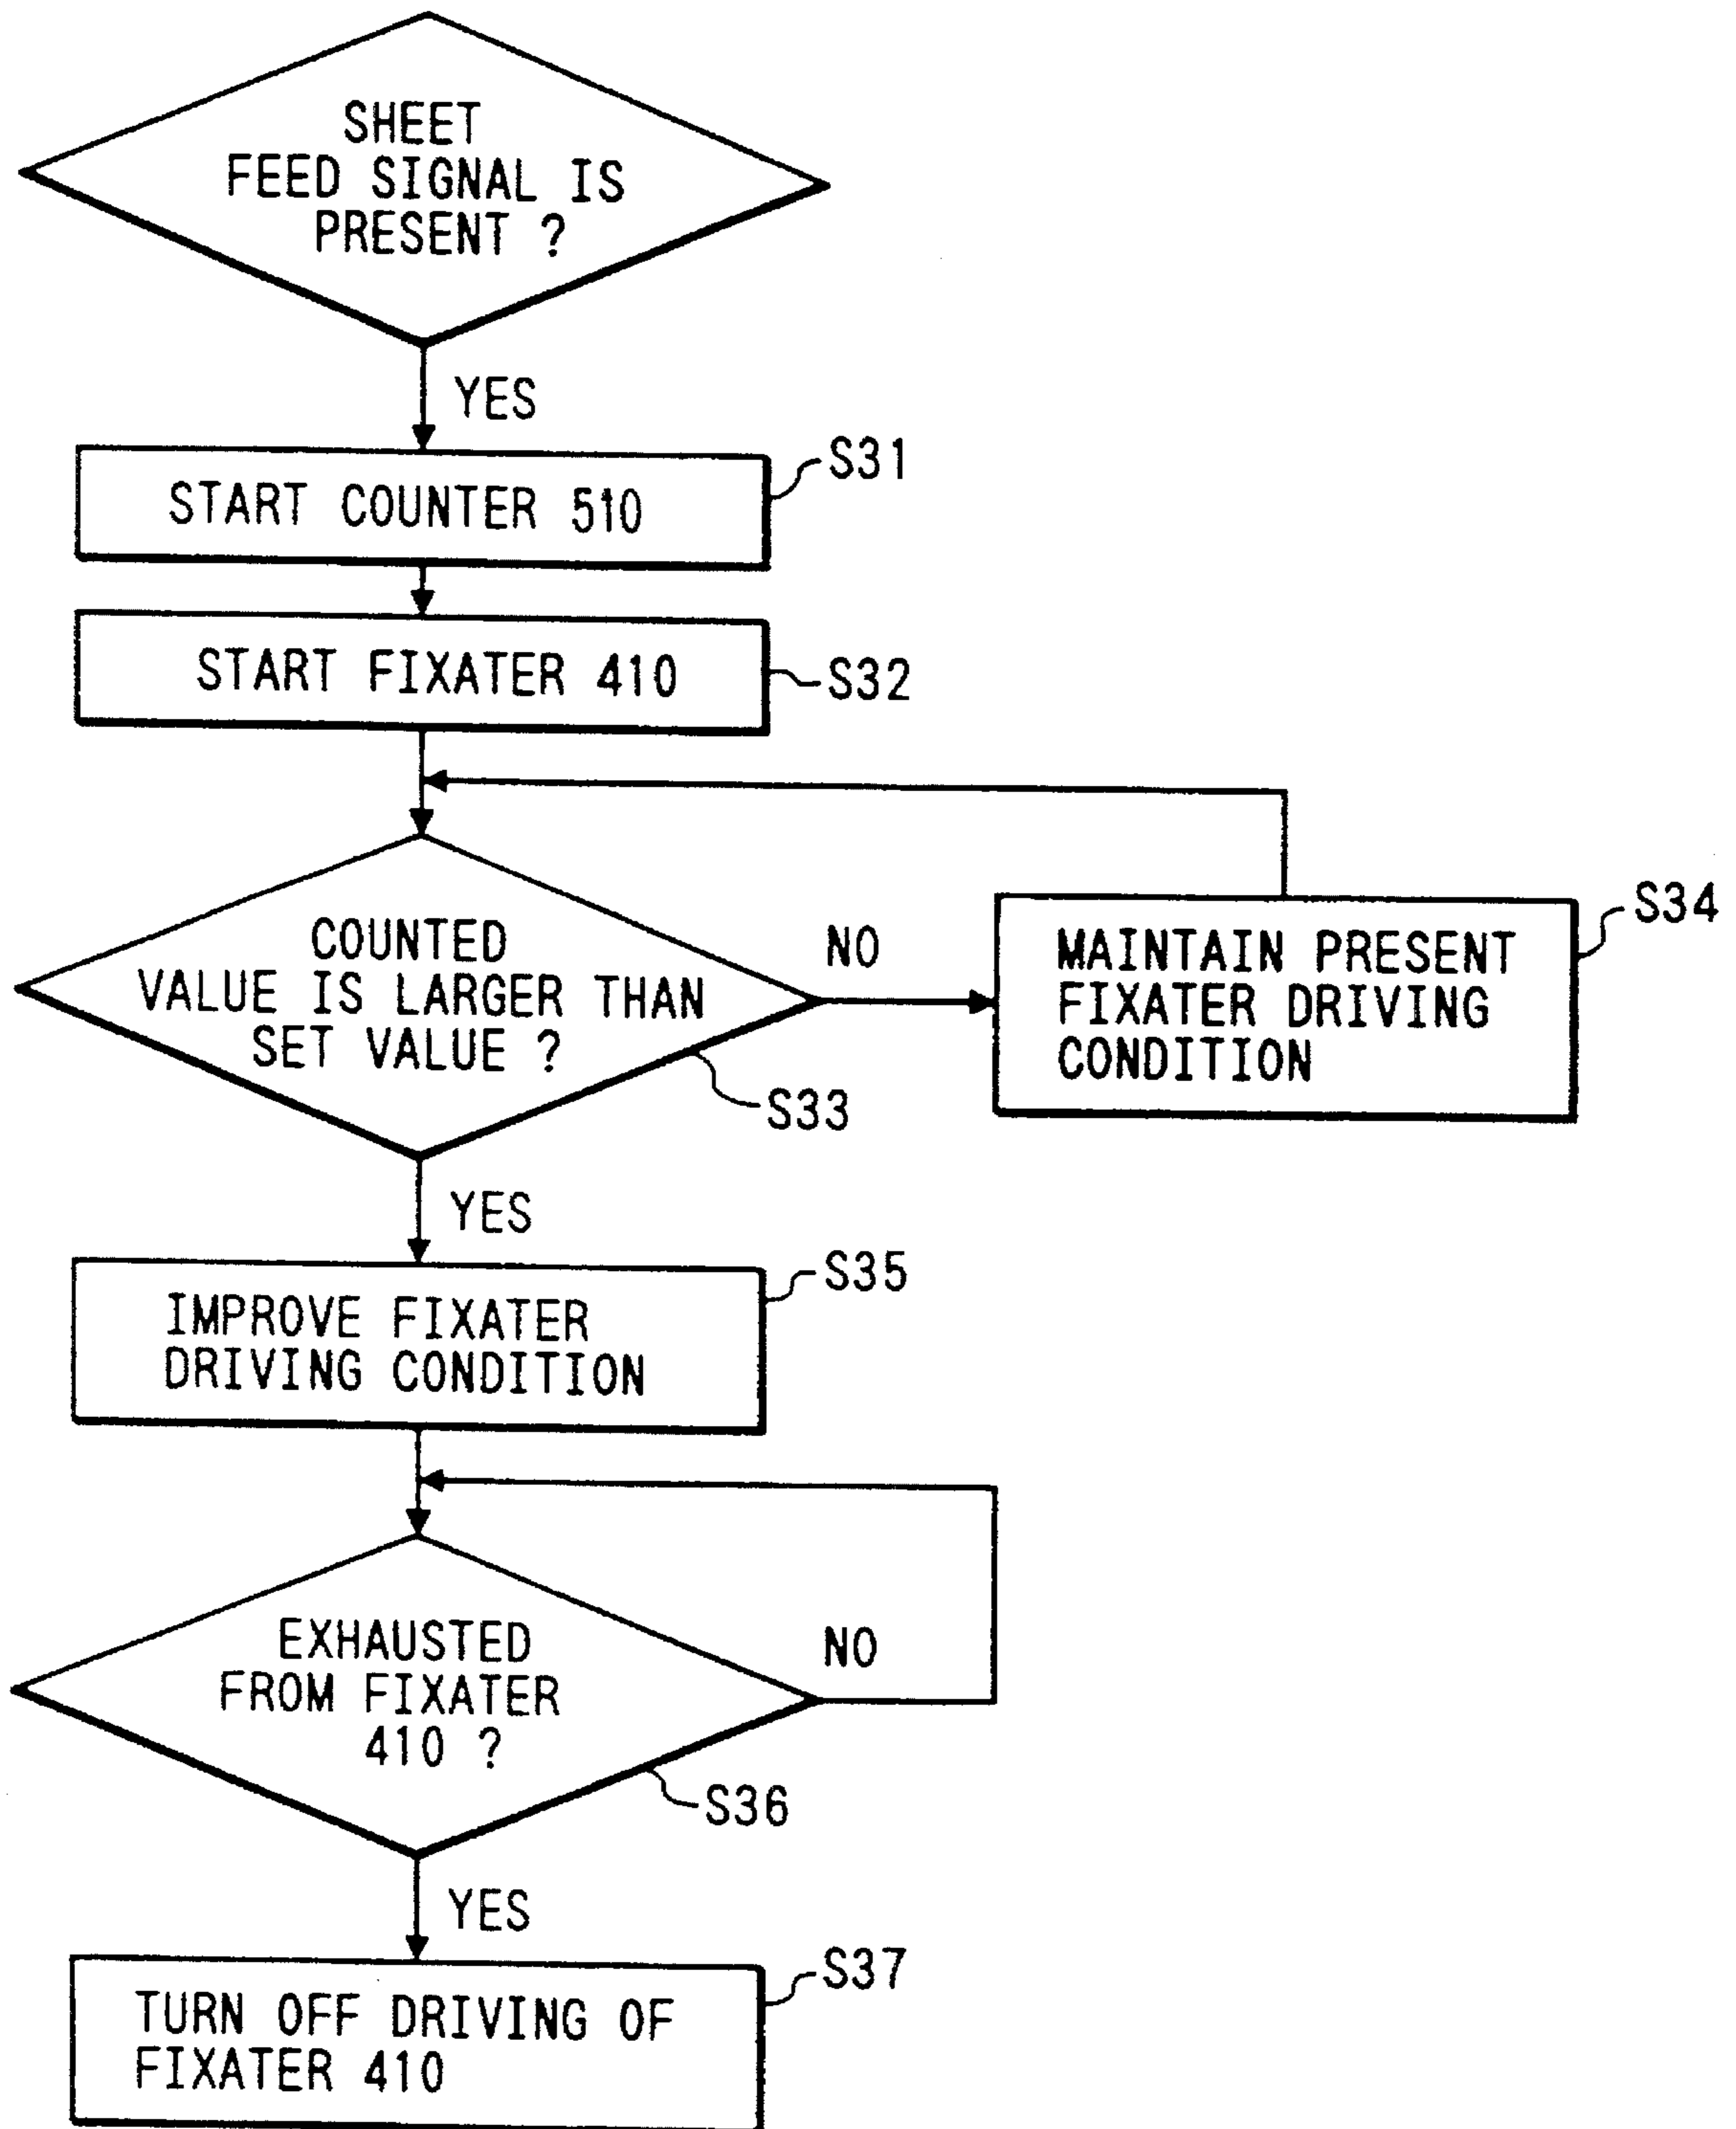 SHEET
FEED SIGNAL IS
PRESENT ?
YES
START COUNTER 510
S31
START FIXATER 410
S32
COUNTED
VALUE IS LARGER THAN
SET VALUE ?
S33
NO
MAINTAIN PRESENT
FIXATER DRIVING
CONDITION
S34
YES
IMPROVE FIXATER
DRIVING CONDITION
S35
EXHAUSTED
FROM FIXATER
410 ?
S36
NO
YES
TURN OFF DRIVING OF
FIXATER 410
S37